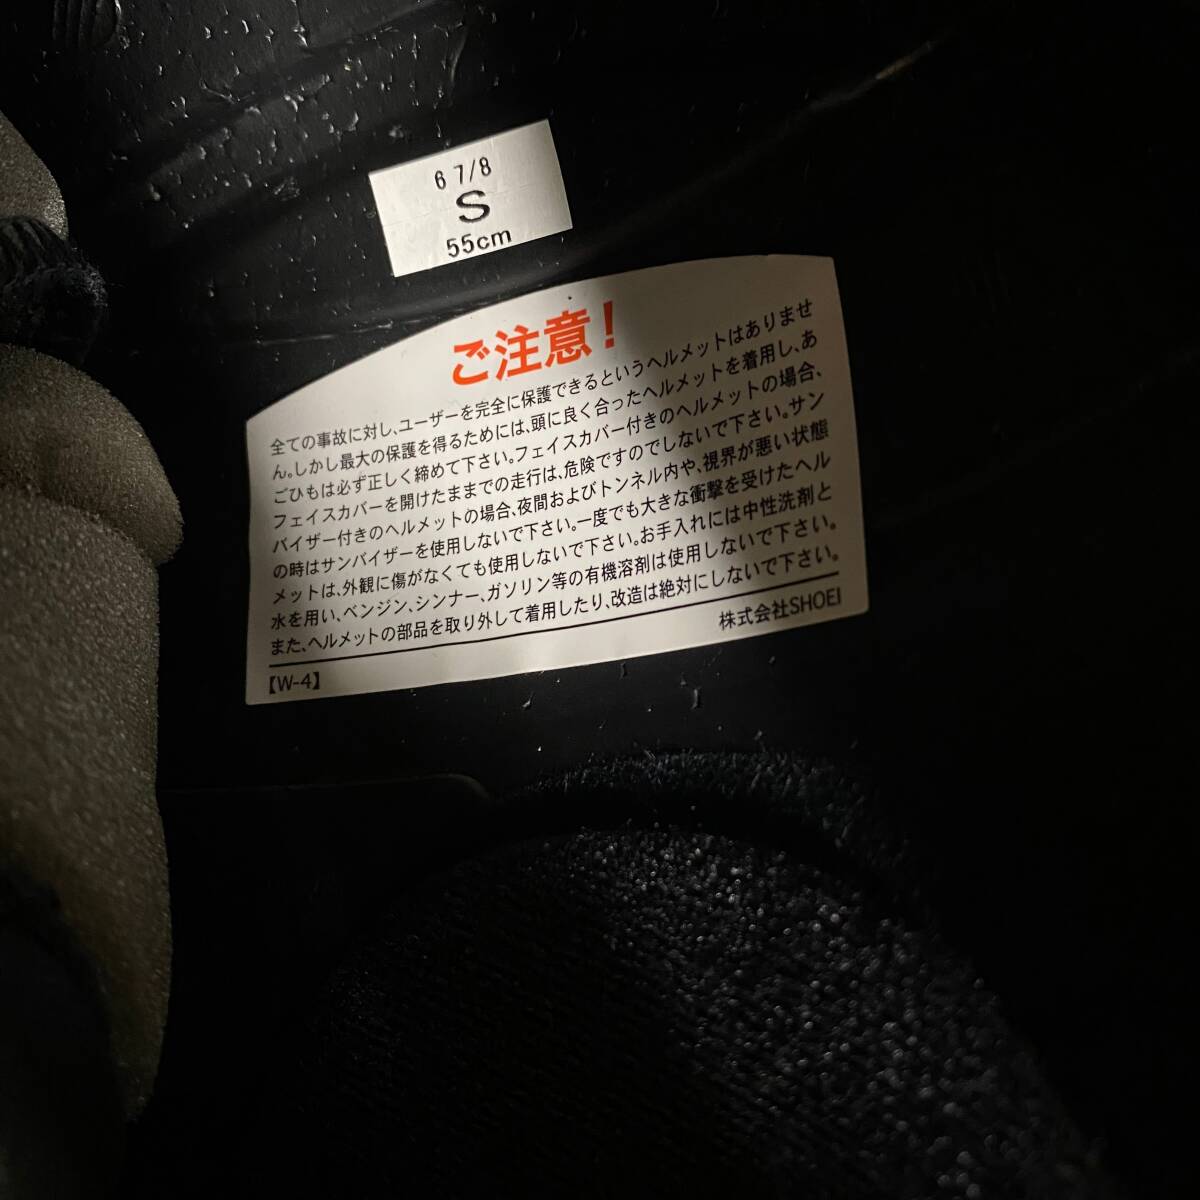 6 7/8
S
55cm
ご注意！
全ての事故に対し、ユーザーを完全に保護できるというヘルメットはありませ
ん。しかし最大の保護を得るためには、頭に良く合ったヘルメットを着用し、あ
ごひもは必ず正しく締めて下さい。フェイスカバー付きのヘルメットの場合、
フェイスカバーを開けたままでの走行は、危険ですのでしないで下さい。サン
バイザー付きのヘルメットの場合、夜間およびトンネル内や、視界が悪い状態
の時はサンバイザーを使用しないで下さい。一度でも大きな衝撃を受けたヘル
メットは、外観に傷がなくても使用しないで下さい。お手入れには中性洗剤と
水を用い、ベンジン、シンナー、ガソリン等の有機溶剤は使用しないで下さい。
また、ヘルメットの部品を取り外して着用したり、改造は絶対にしないで下さい。
株式会社SHOEI
【W-4】